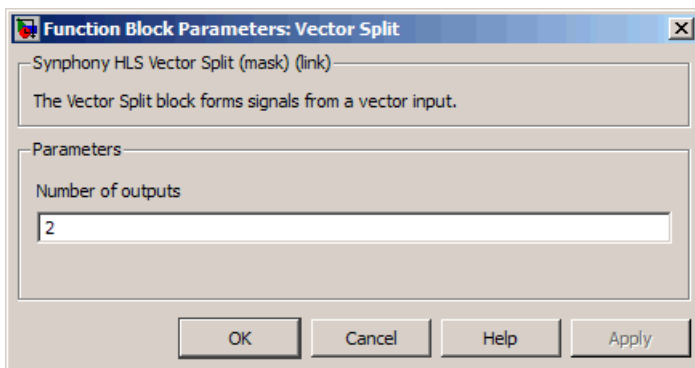 Function Block Parameters: Vector Split
Synphony HLS Vector Split (mask) (link)
The Vector Split block forms signals from a vector input.
Parameters
Number of outputs
2
OK Cancel Help Apply